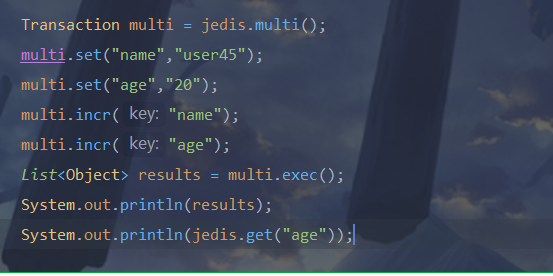 Transaction multi = jedis.multi();
multi.set("name","user45");
multi.set("age","20");
multi.incr( key: "name");
multi.incr( key: "age");
List<Object> results = multi.exec();
System.out.println(results);
System.out.println(jedis.get("age"));